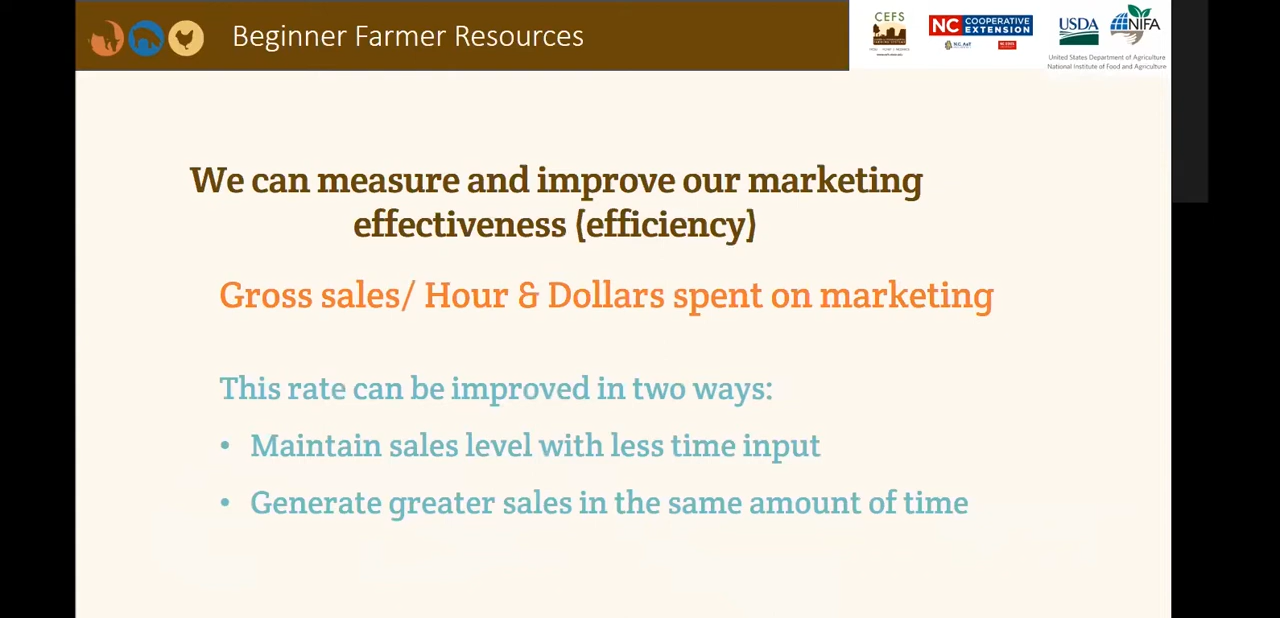 Beginner Farmer Resources
CEFS
NC COOPERATIVE
EXTENSION
USDA
NIFA
United States Department of Agriculture
National Institute of Food and Agriculture
We can measure and improve our marketing
effectiveness (efficiency)
Gross sales/ Hour & Dollars spent on marketing
This rate can be improved in two ways:
• Maintain sales level with less time input
• Generate greater sales in the same amount of time